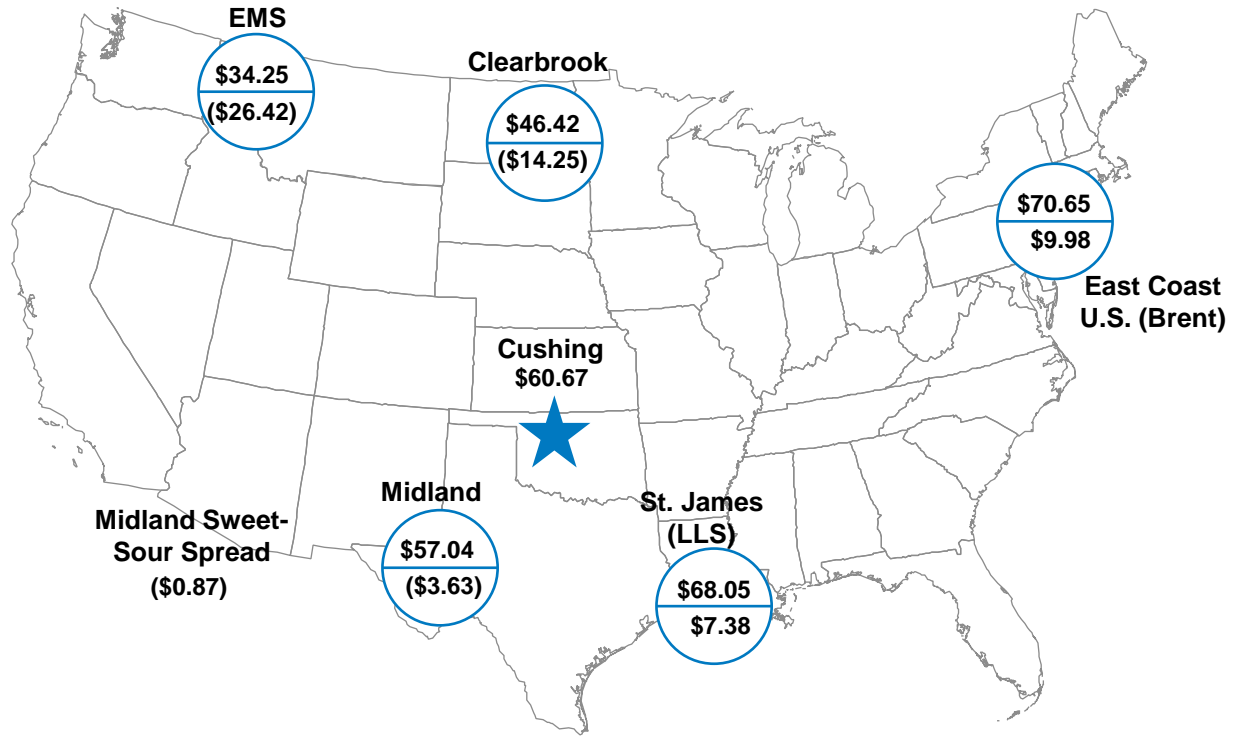 EMS
$34.25
($26.42)
Clearbrook
$46.42
($14.25)
$70.65
$9.98
East Coast
U.S. (Brent)
Cushing
$60.67
Midland
$57.04
($3.63)
Midland Sweet-
Sour Spread
($0.87)
St. James
(LLS)
$68.05
$7.38